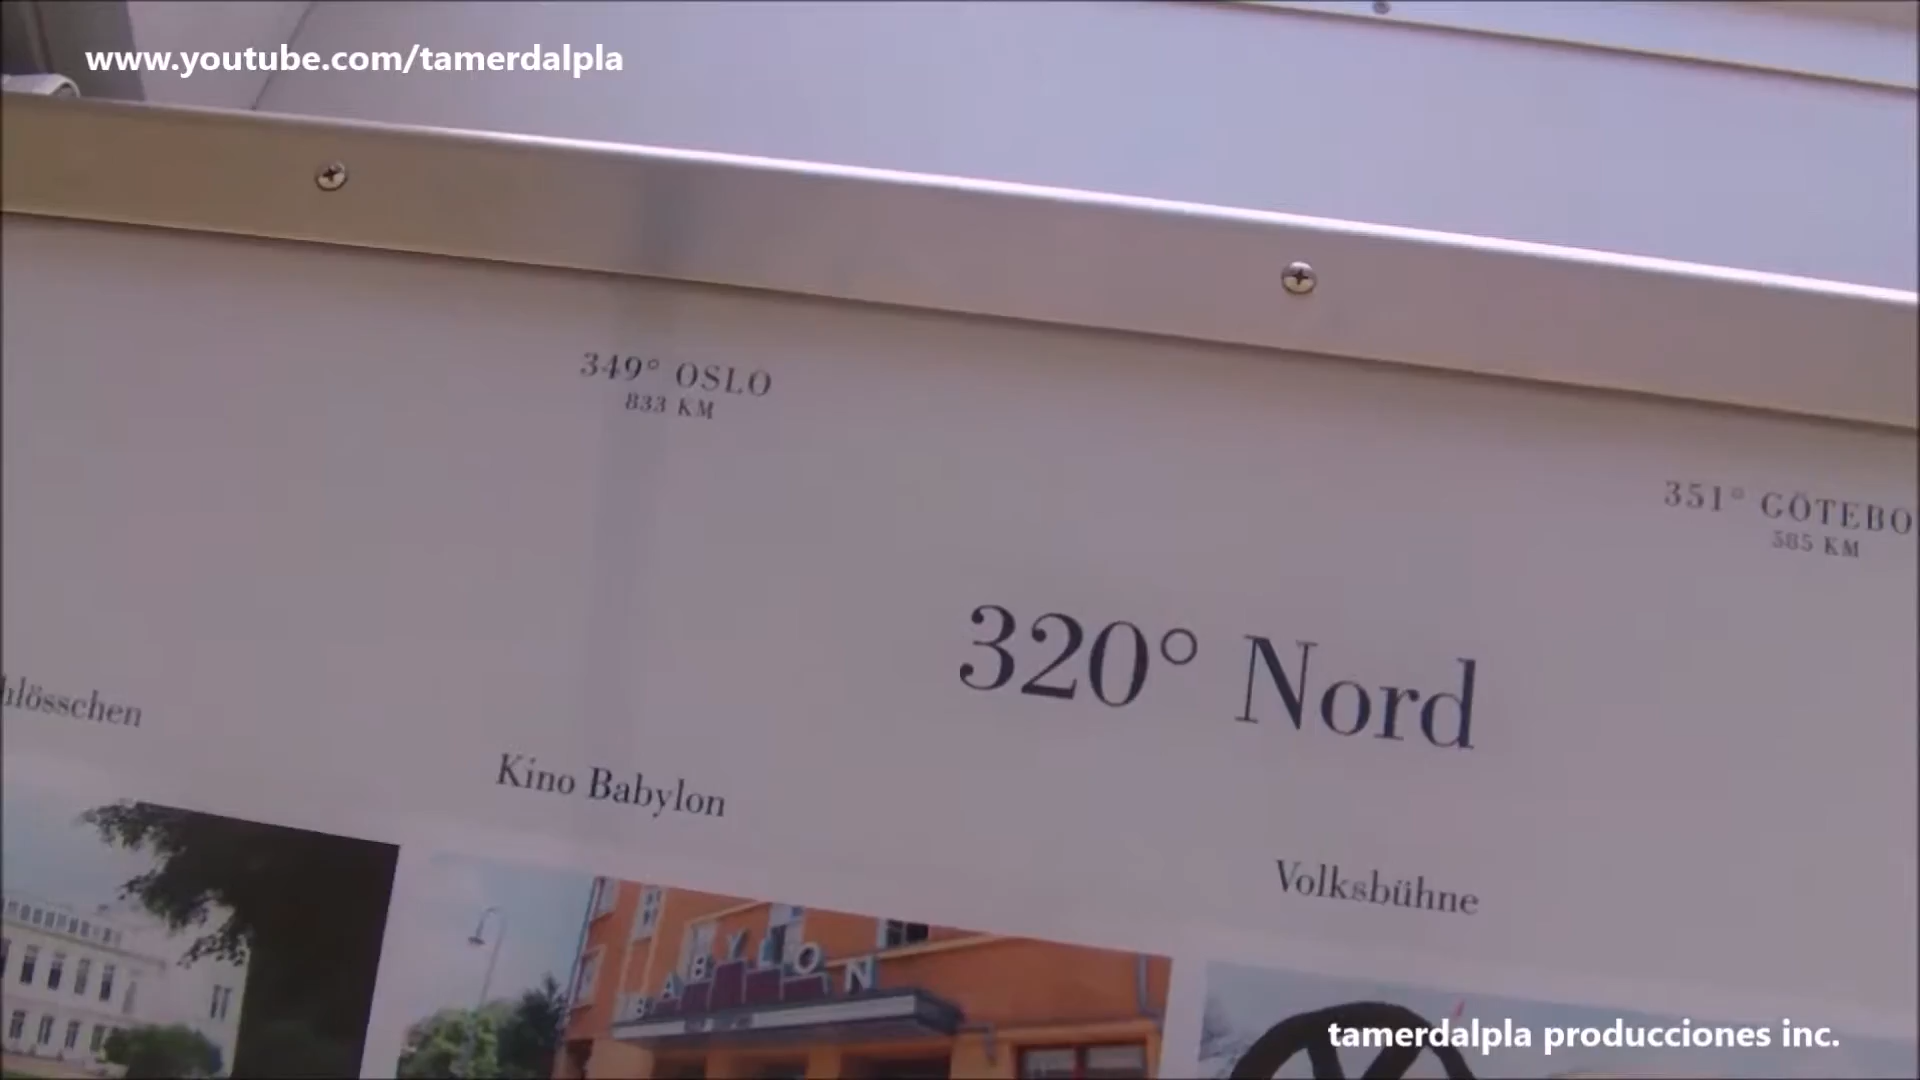 www.youtube.com/tamerdalpla
349° OSLO
833 KM
351° GÖTEBO
585 KM
320° Nord
hlösschen
Kino Babylon
Volksbühne
BABYLON
tamerdalpla producciones inc.